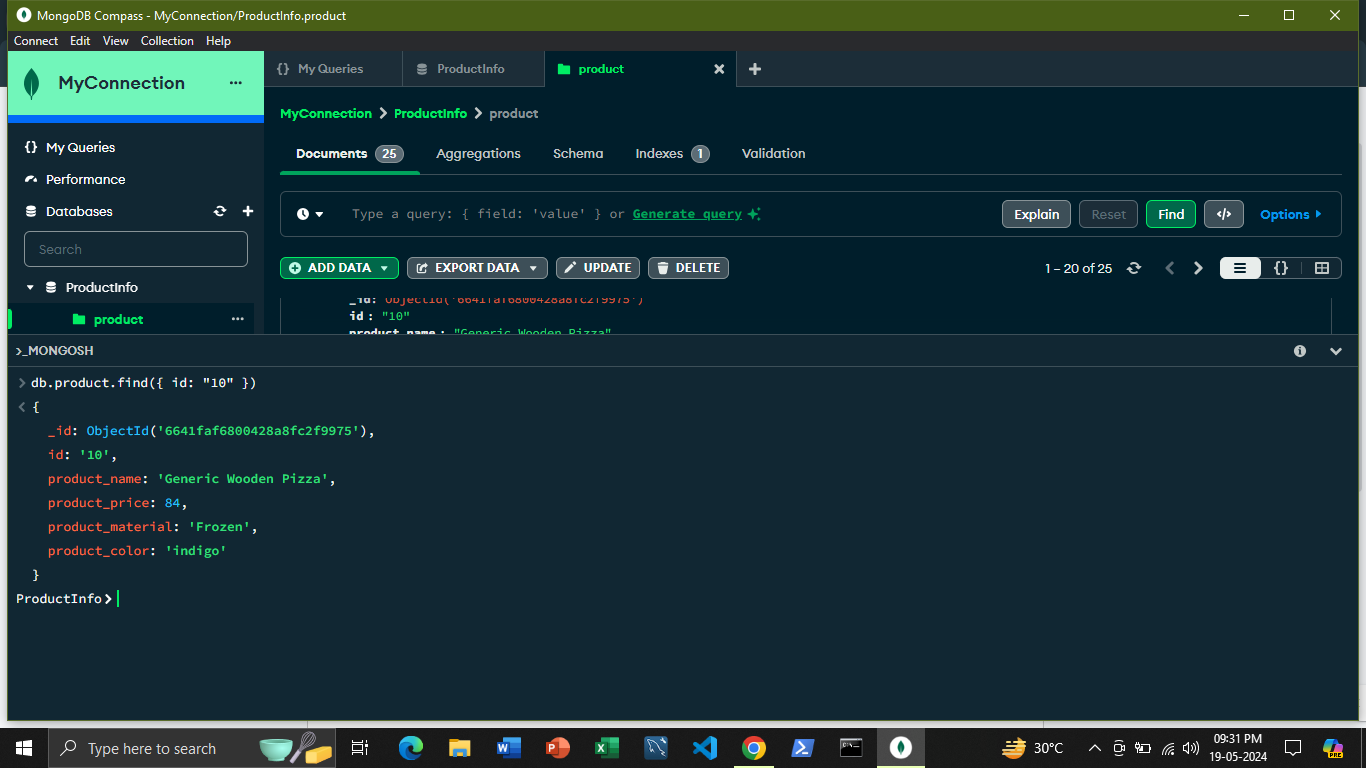 MongoDB Compass - MyConnection/ProductInfo.product
Connect Edit View Collection Help
MyConnection
{} My Queries
ProductInfo
product
MyConnection > ProductInfo > product
{} My Queries
Performance
Databases
Search
ProductInfo
product
Documents 25 Aggregations Schema Indexes 1 Validation
Type a query: { field: 'value' } or Generate query
Explain Reset Find </> Options
ADD DATA EXPORT DATA UPDATE DELETE
1 – 20 of 25
{}
_id: ObjectId('6641faf6800428a8fc2f9975')
id : "10"
product_name : "Generic Wooden Pizza"
>_MONGOSH
> db.product.find({ id: "10" })
< {
_id: ObjectId('6641faf6800428a8fc2f9975'),
id: '10',
product_name: 'Generic Wooden Pizza',
product_price: 84,
product_material: 'Frozen',
product_color: 'indigo'
}
ProductInfo>
Type here to search
30°C
09:31 PM
19-05-2024
PRE